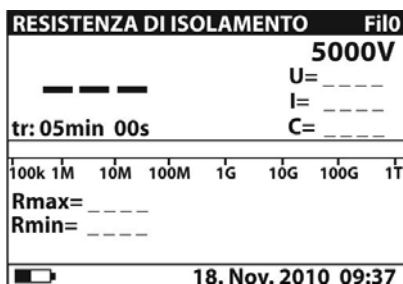 RESISTENZA DI ISOLAMENTO Fil0
5000V
U= _ _ _ _
_ _ _
I= _ _ _ _
tr: 05min 00s C= _ _ _ _
100k 1M 10M 100M 1G 10G 100G 1T
Rmax= _ _ _ _
Rmin= _ _ _ _
18. Nov. 2010 09:37